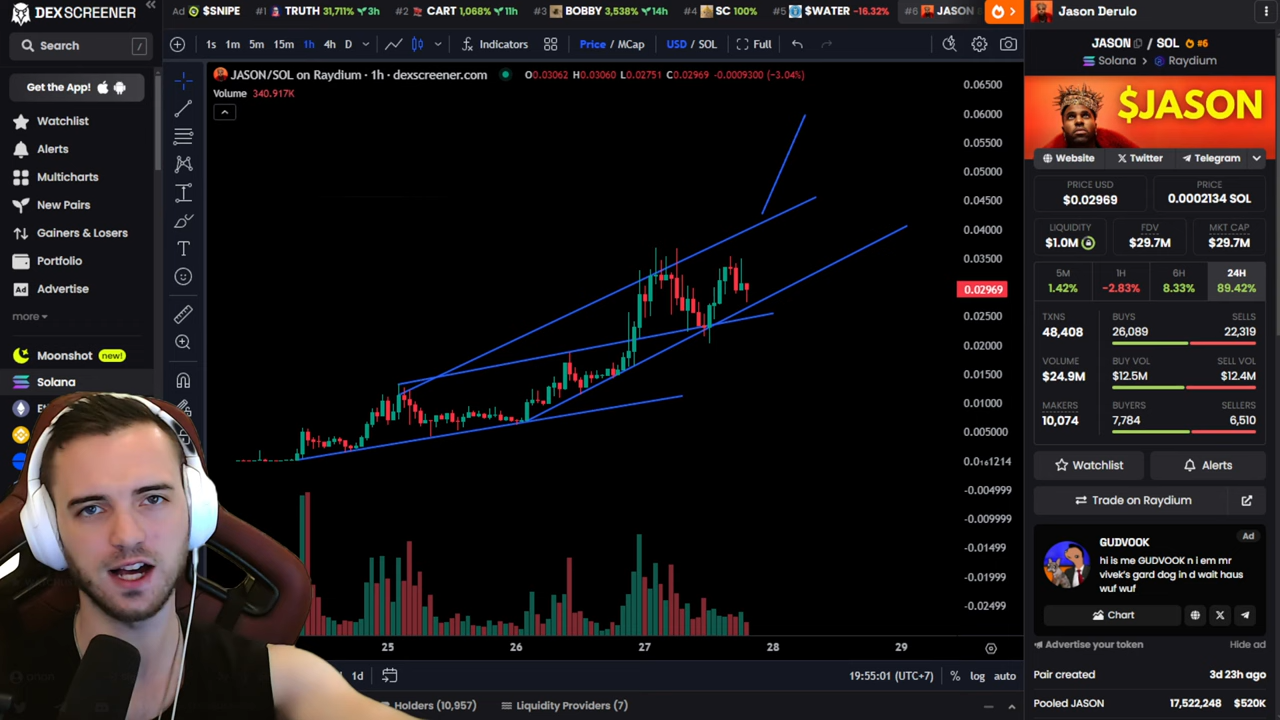 DEX SCREENER
Ad $SNIPE #1 TRUTH 31,711% 3h #2 CART 1,068% 11h #3 BOBBY 3,538% 14h #4 SC 100% #5 $WATER -16.32% #6 JASON
Jason Derulo
Search /
1s 1m 5m 15m 1h 4h D Indicators Price / MCap USD / SOL Full
JASON / SOL #6
Solana > Raydium
Get the App!
Watchlist
Alerts
Multicharts
New Pairs
Gainers & Losers
Portfolio
Ad Advertise
more
Moonshot new!
Solana
JASON/SOL on Raydium · 1h · dexscreener.com O0.03062 H0.03060 L0.02751 C0.02969 -0.0009300 (-3.04%)
Volume 340.917K
0.06500
0.06000
0.05500
0.05000
0.04500
0.04000
0.03500
0.02969
0.02500
0.02000
0.01500
0.01000
0.005000
0.0₁₆1214
-0.004999
-0.009999
-0.01499
-0.01999
-0.02499
25 26 27 28 29
1d
19:55:01 (UTC+7) % log auto
Holders (10,957) Liquidity Providers (7)
$JASON
Website Twitter Telegram
PRICE USD
$0.02969
PRICE
0.0002134 SOL
LIQUIDITY
$1.0M
FDV
$29.7M
MKT CAP
$29.7M
5M
1.42%
1H
-2.83%
6H
8.33%
24H
89.42%
TXNS
48,408
BUYS
26,089
SELLS
22,319
VOLUME
$24.9M
BUY VOL
$12.5M
SELL VOL
$12.4M
MAKERS
10,074
BUYERS
7,784
SELLERS
6,510
Watchlist Alerts
Trade on Raydium
GUDVOOK Ad
hi is me GUDVOOK n i em mr
vivek's gard dog in d wait haus
wuf wuf
Chart
Advertise your token Hide ad
Pair created 3d 23h ago
Pooled JASON 17,522,248 $520K